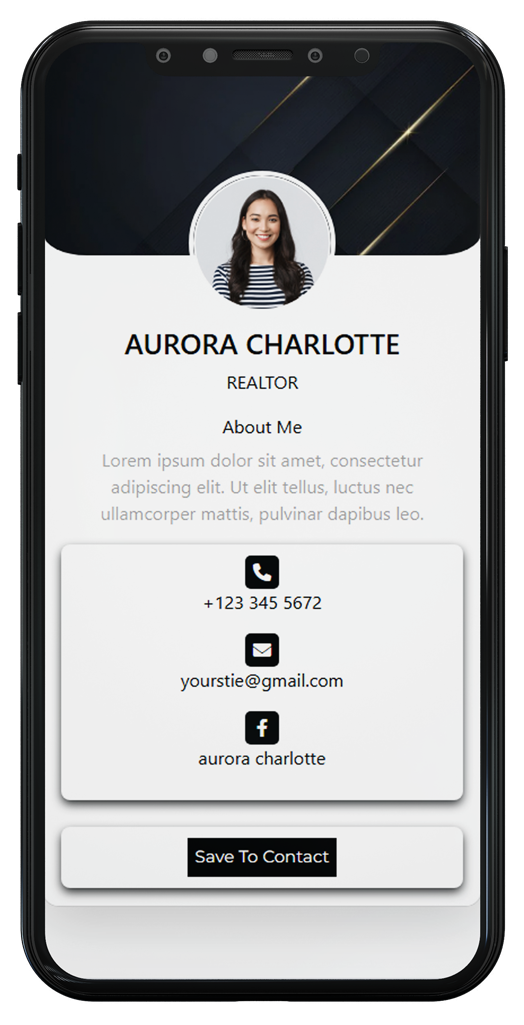 AURORA CHARLOTTE
REALTOR
About Me
Lorem ipsum dolor sit amet, consectetur
adipiscing elit. Ut elit tellus, luctus nec
ullamcorper mattis, pulvinar dapibus leo.
+123 345 5672
yourstie@gmail.com
aurora charlotte
Save To Contact